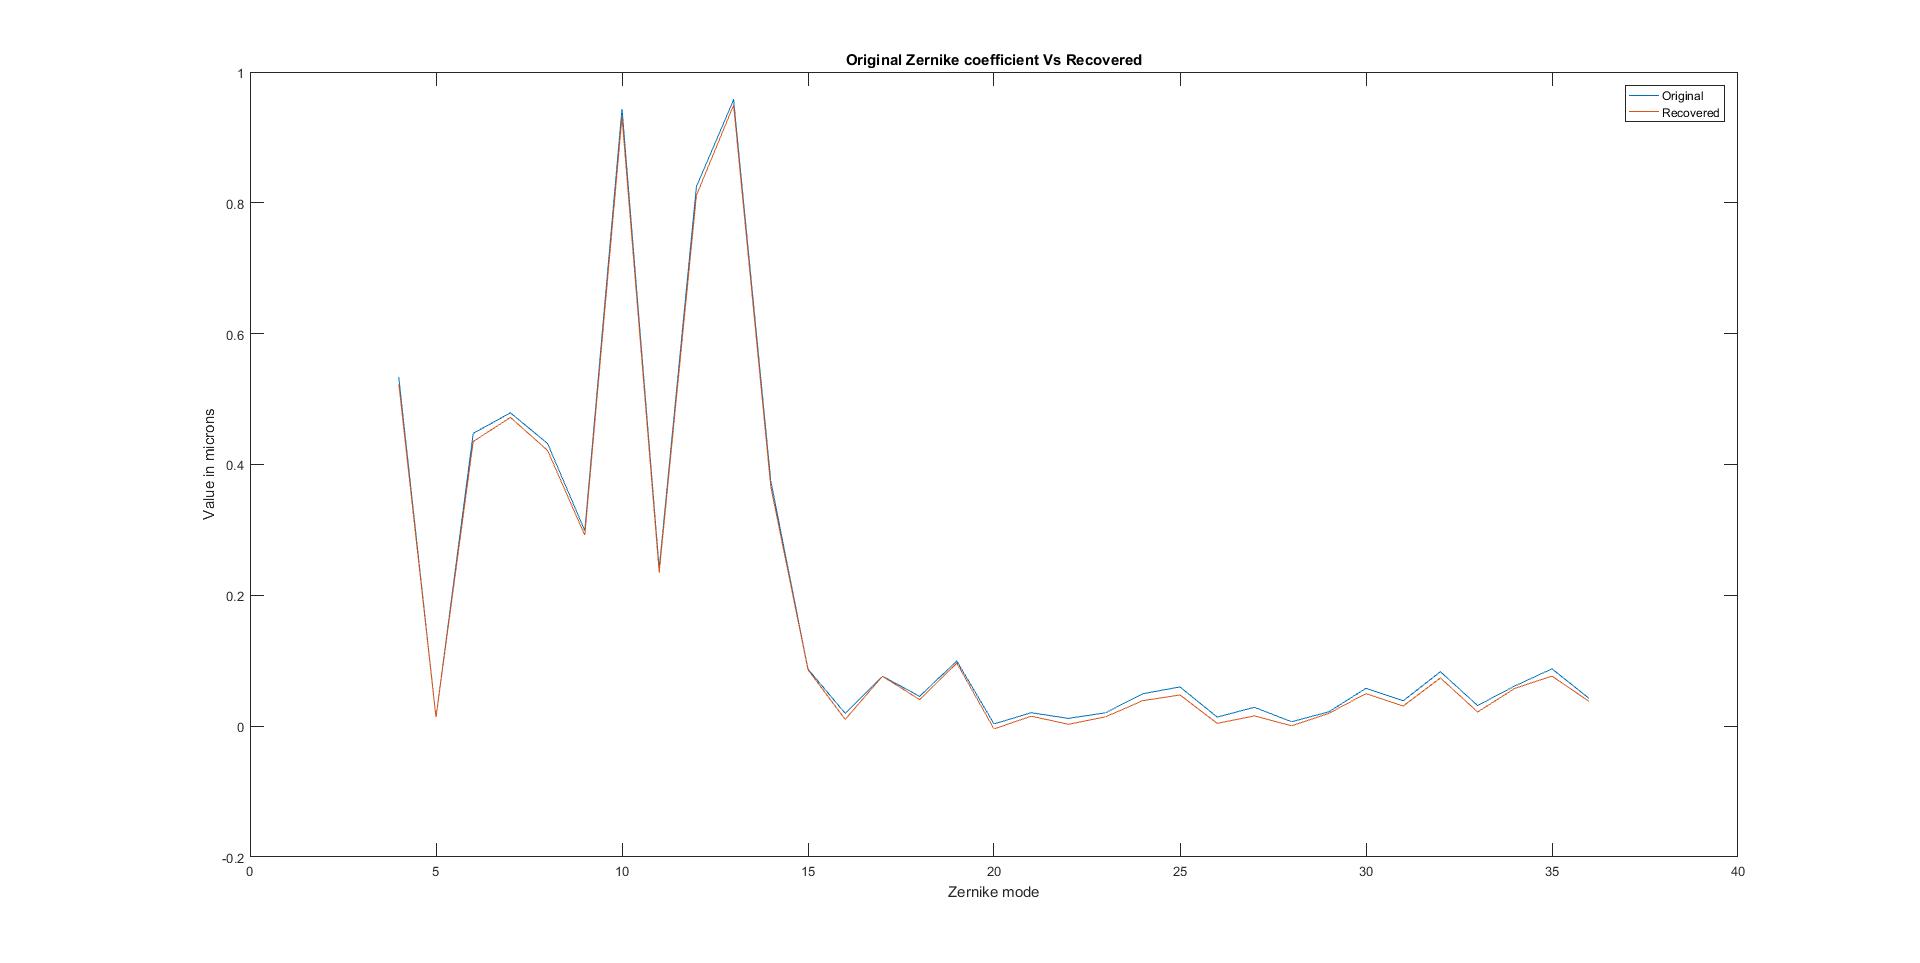 Original Zernike coefficient Vs Recovered
1
Original
Recovered
0.8
0.6
Value in microns
0.4
0.2
0
-0.2
0 5 10 15 20 25 30 35 40
Zernike mode